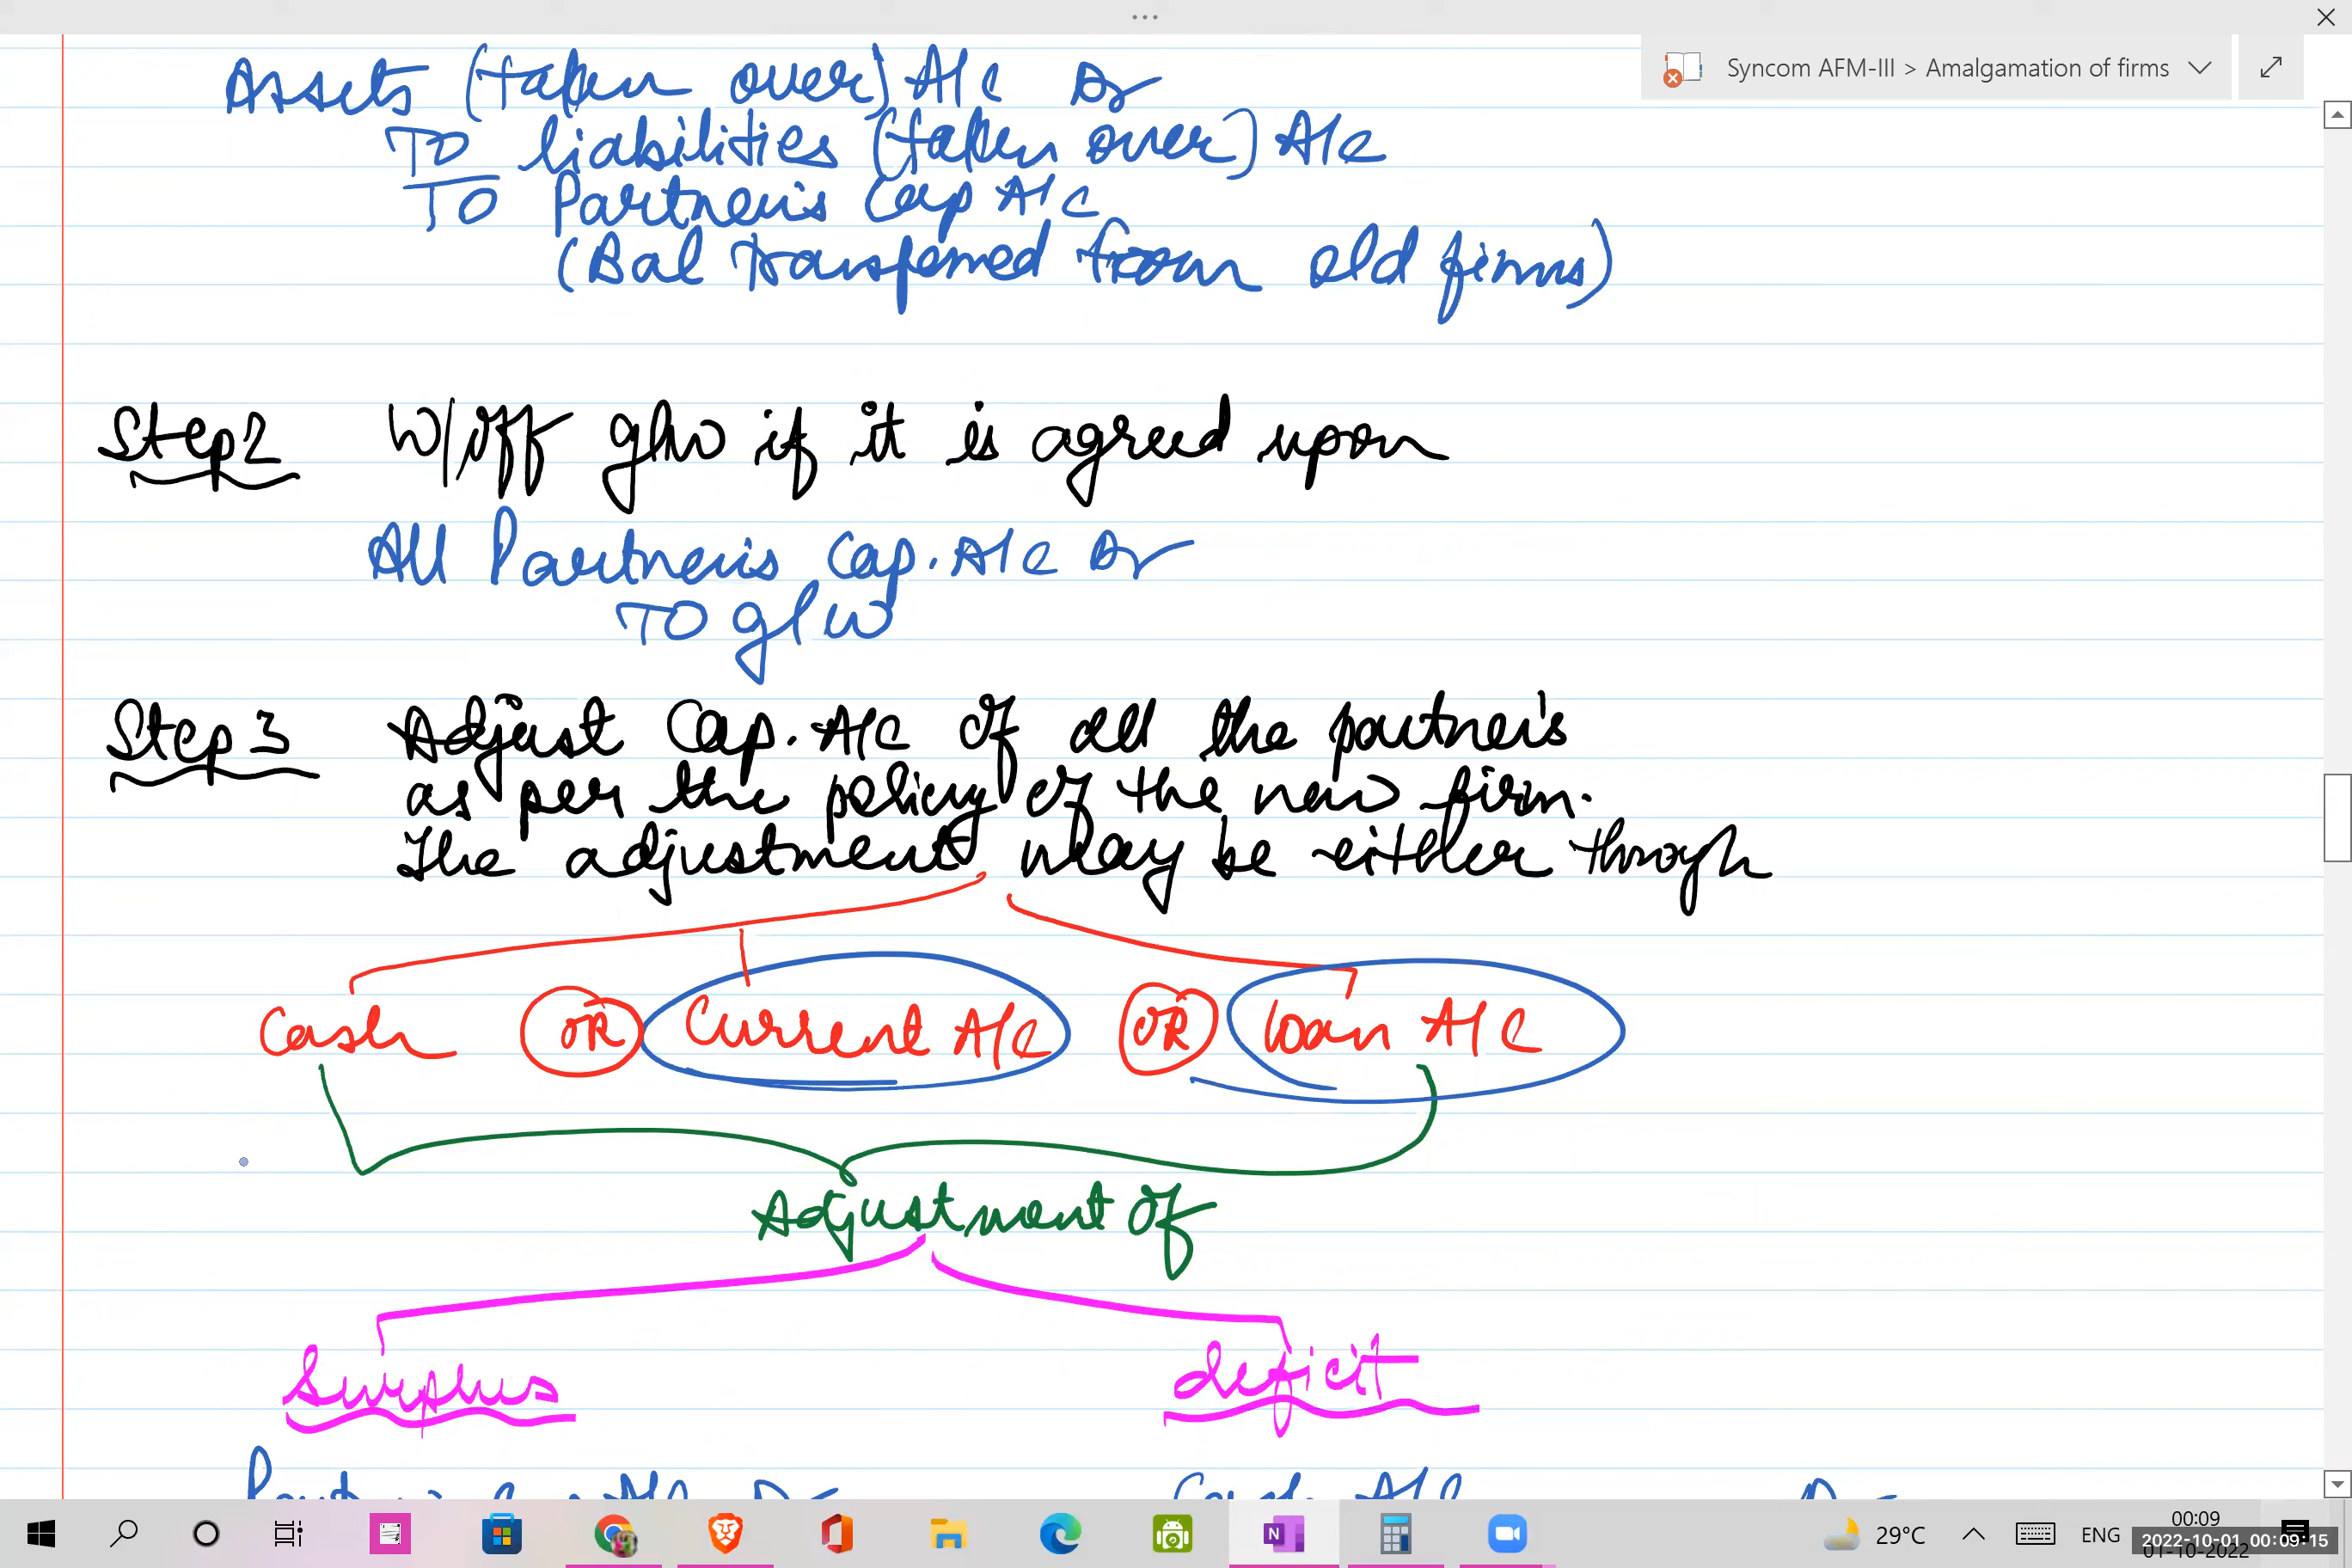 Syncom AFM-III > Amalgamation of firms
Assets (taken over) A/c Dr
TO liabilities (taken over) A/c
TO Partner's Cap A/c
(Bal transferred from old firms)
Step 2 W/off g/w if it is agreed upon
All Partner's Cap. A/c Dr
TO g/w
Step 3 Adjust Cap. A/c of all the partner's
as per the policy of the new firm.
The adjustment may be either through
Cash OR Current A/c OR loan A/c
Adjustment of
Surplus deficit
29°C ENG 00:09
2022-10-01 00:09:15
01-10-2022